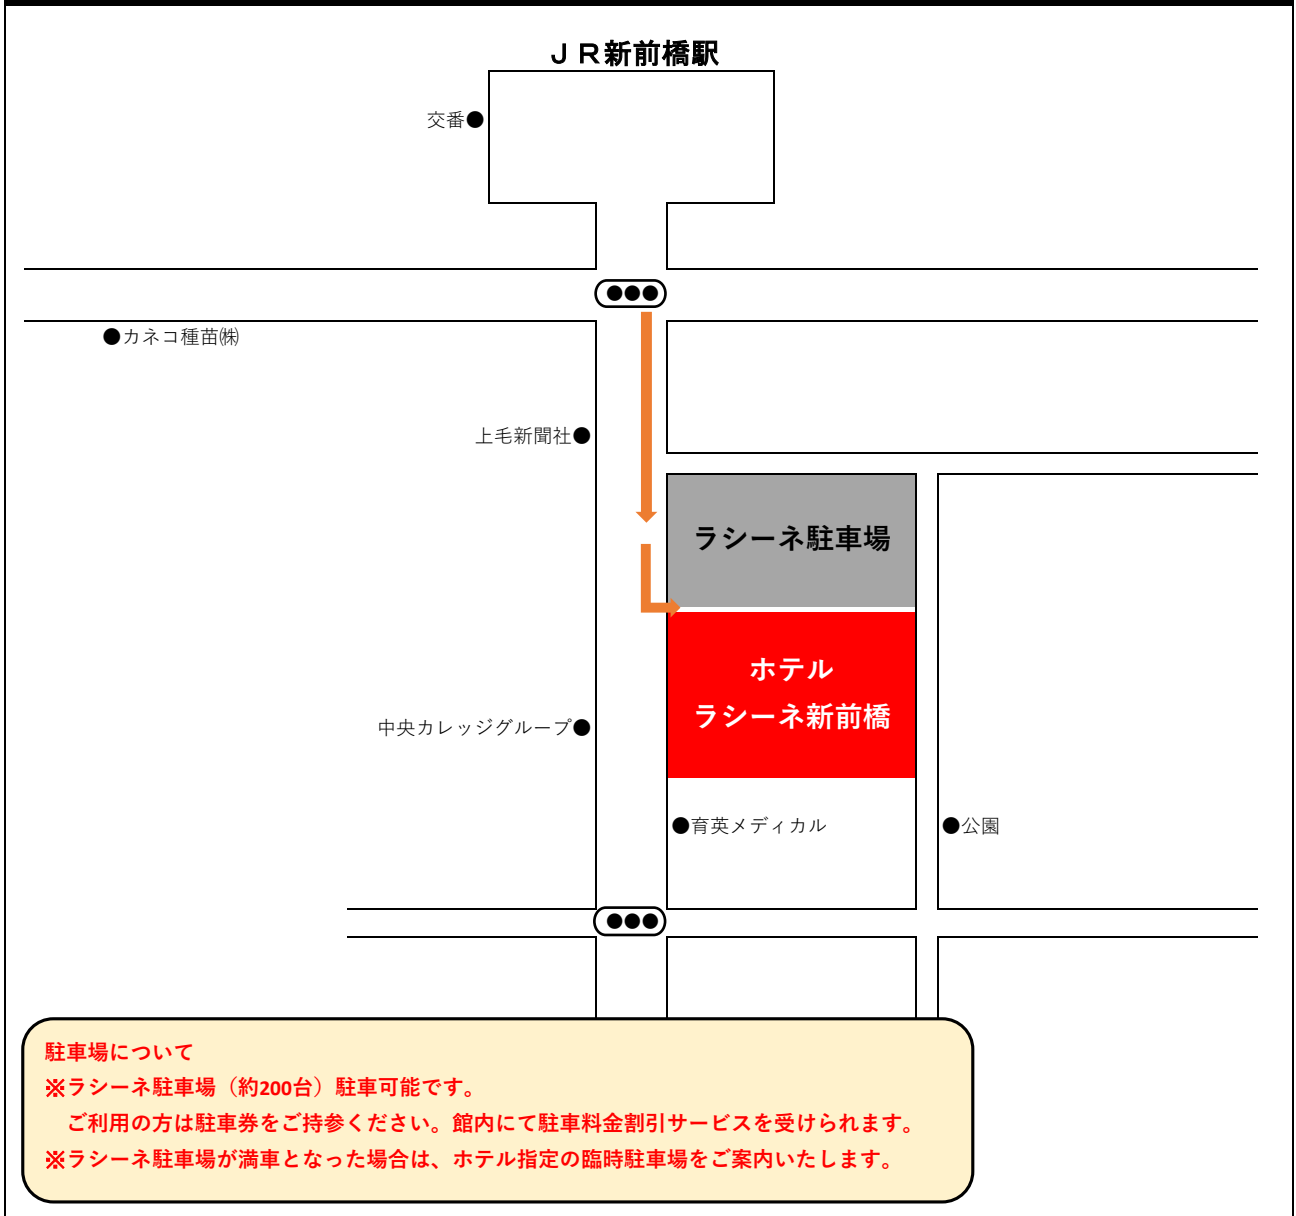 ＪＲ新前橋駅
交番●
●カネコ種苗㈱
上毛新聞社●
ラシーネ駐車場
ホテル
ラシーネ新前橋
中央カレッジグループ●
●育英メディカル
●公園
駐車場について
※ラシーネ駐車場（約200台）駐車可能です。
ご利用の方は駐車券をご持参ください。館内にて駐車料金割引サービスを受けられます。
※ラシーネ駐車場が満車となった場合は、ホテル指定の臨時駐車場をご案内いたします。